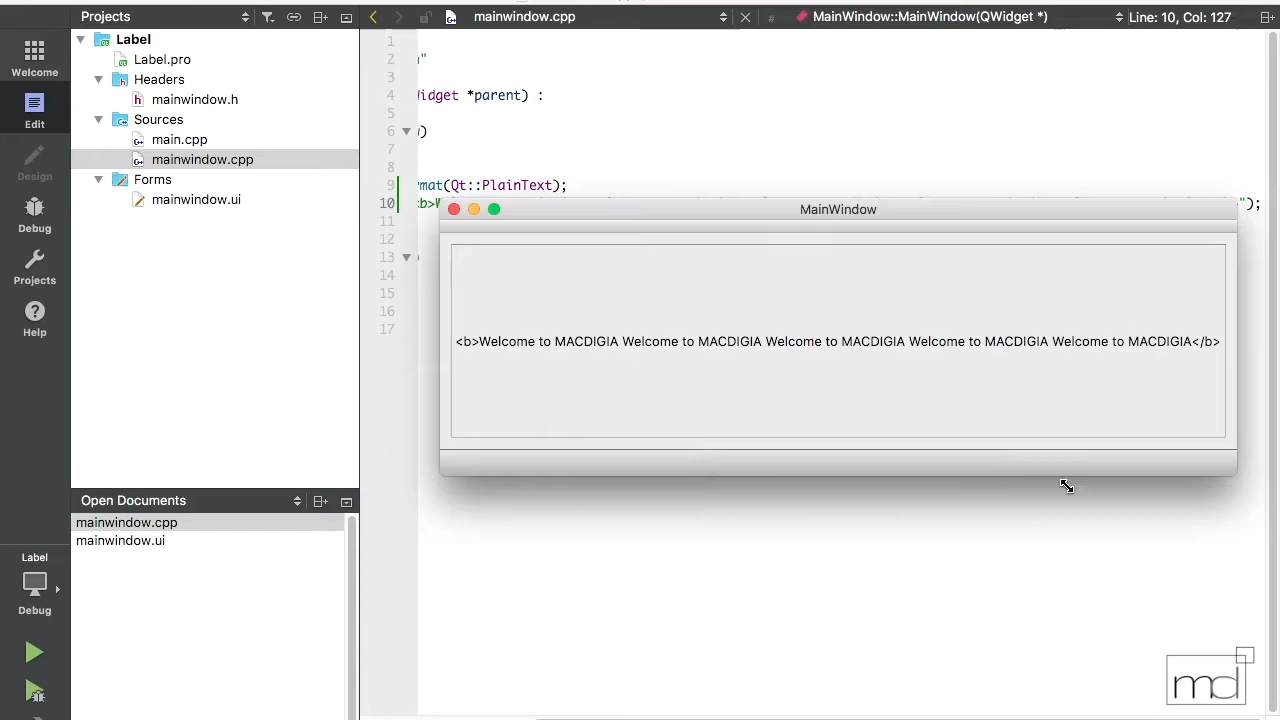 Projects
mainwindow.cpp
MainWindow::MainWindow(QWidget *)
Line: 10, Col: 127
Welcome
Edit
Design
Debug
Projects
Help
Label
Debug
Label
Label.pro
Headers
mainwindow.h
Sources
main.cpp
mainwindow.cpp
Forms
mainwindow.ui
Open Documents
mainwindow.cpp
mainwindow.ui
1
2 "
3
4 *parent) :
5
6 )
7
8
9 mat(Qt::PlainText);
10 <b> ");
11
12
13
14
15
16
17
MainWindow
<b>Welcome to MACDIGIA Welcome to MACDIGIA Welcome to MACDIGIA Welcome to MACDIGIA Welcome to MACDIGIA</b>
md